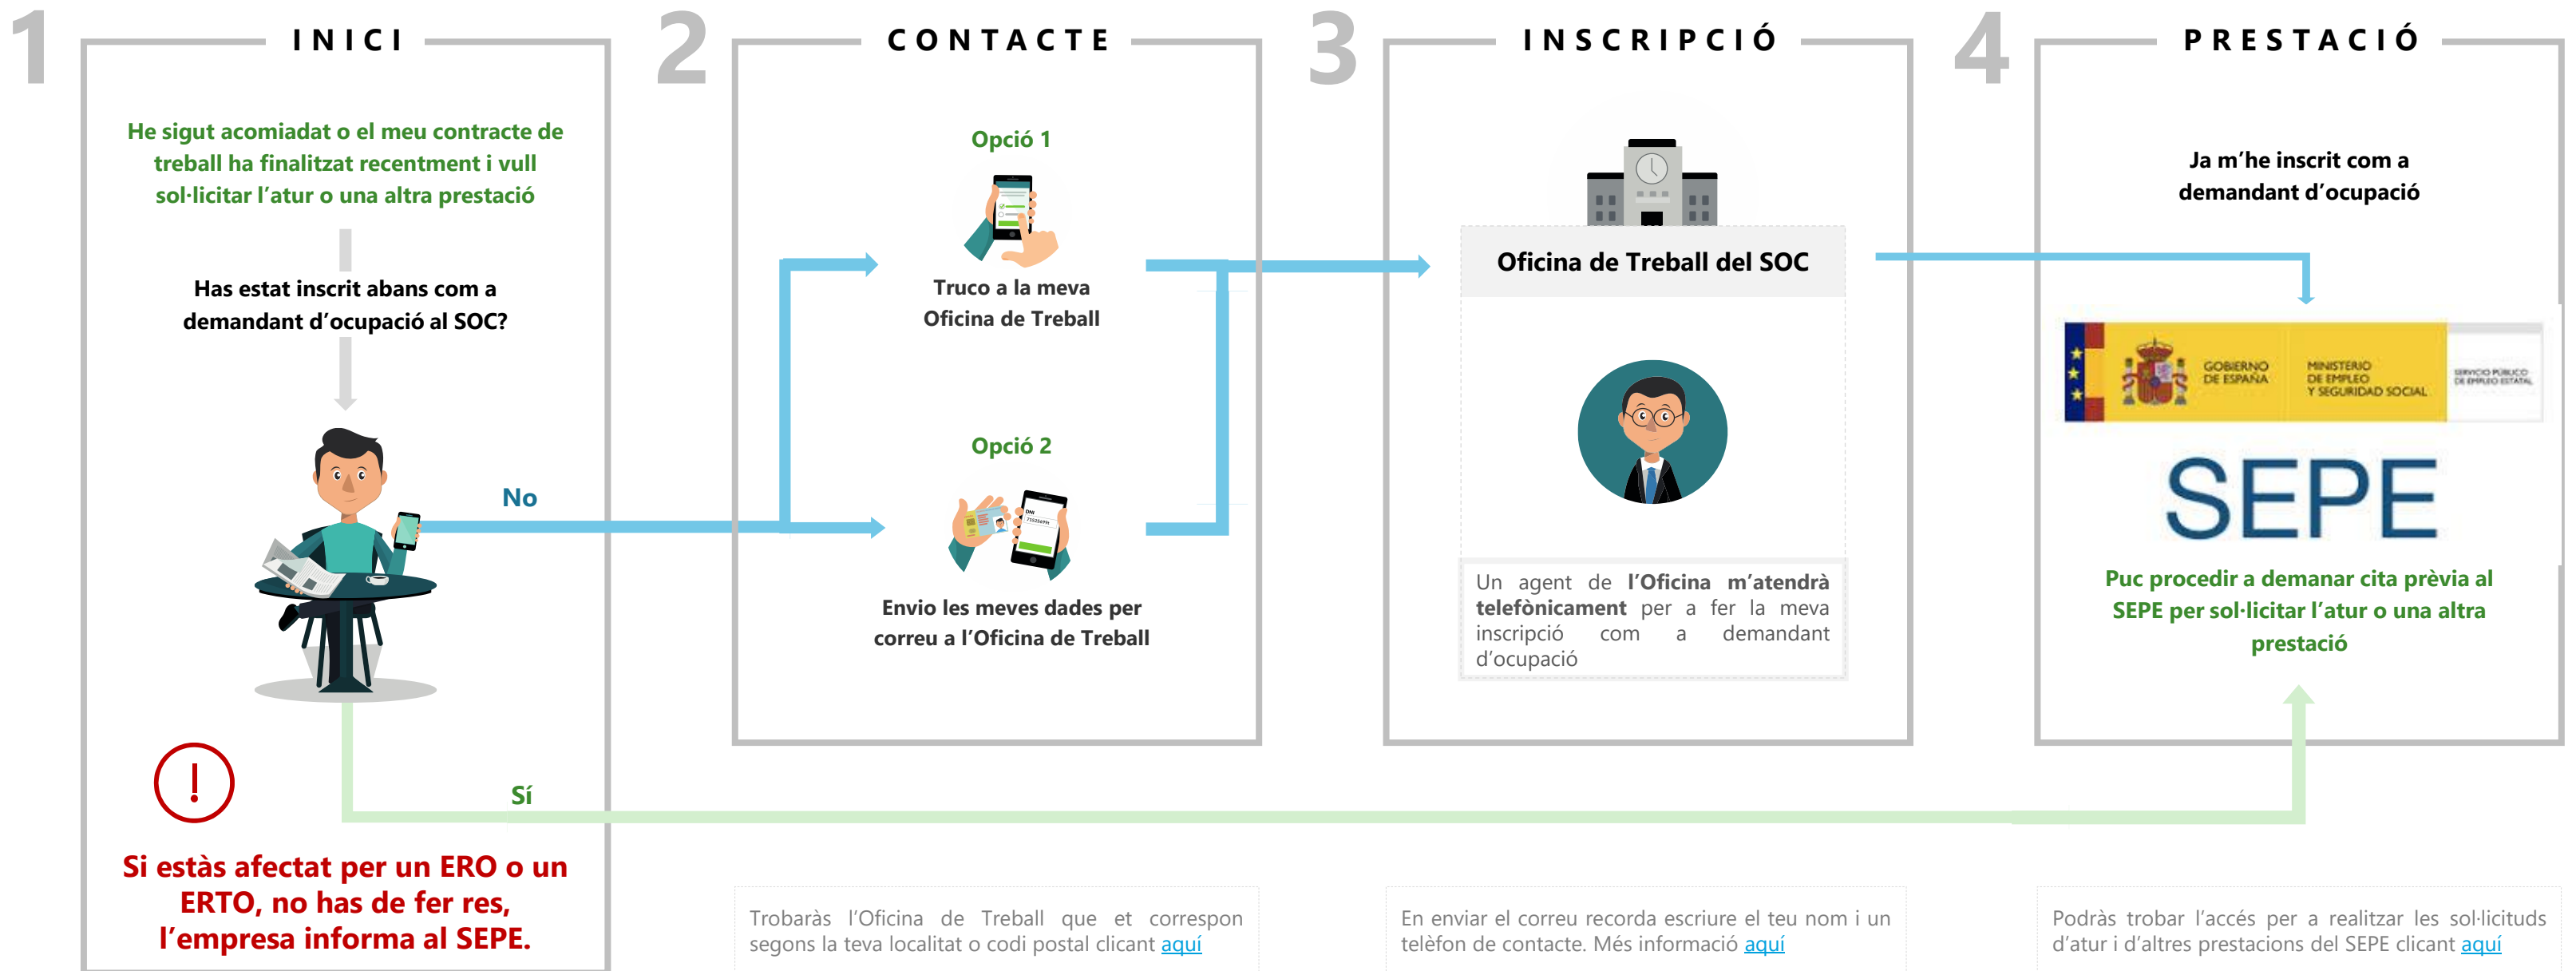 1
INICI
He sigut acomiadat o el meu contracte de
treball ha finalitzat recentment i vull
sol·licitar l'atur o una altra prestació
Has estat inscrit abans com a
demandant d'ocupació al SOC?
No
Sí
!
Si estàs afectat per un ERO o un
ERTO, no has de fer res,
l'empresa informa al SEPE.
2
CONTACTE
Opció 1
Truco a la meva
Oficina de Treball
Opció 2
DNI
Envio les meves dades per
correu a l'Oficina de Treball
Trobaràs l'Oficina de Treball que et correspon
segons la teva localitat o codi postal clicant aquí
3
INSCRIPCIÓ
Oficina de Treball del SOC
Un agent de l'Oficina m'atendrà
telefònicament per a fer la meva
inscripció com a demandant
d'ocupació
En enviar el correu recorda escriure el teu nom i un
telèfon de contacte. Més informació aquí
4
PRESTACIÓ
Ja m'he inscrit com a
demandant d'ocupació
GOBIERNO
DE ESPAÑA
MINISTERIO
DE EMPLEO
Y SEGURIDAD SOCIAL
SERVICIO PÚBLICO
DE EMPLEO ESTATAL
SEPE
Puc procedir a demanar cita prèvia al
SEPE per sol·licitar l'atur o una altra
prestació
Podràs trobar l'accés per a realitzar les sol·licituds
d'atur i d'altres prestacions del SEPE clicant aquí